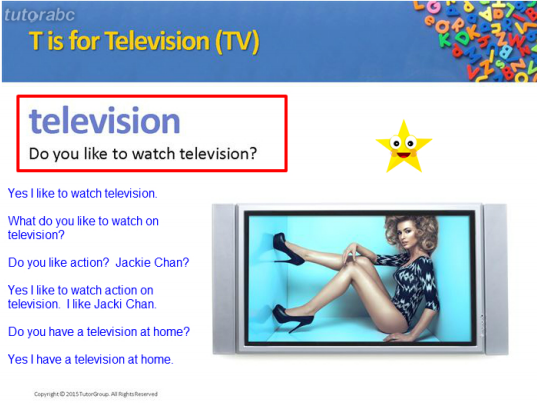 tutorabc
T is for Television (TV)
television
Do you like to watch television?
Yes I like to watch television.
What do you like to watch on
television?
Do you like action?  Jackie Chan?
Yes I like to watch action on
television.  I like Jacki Chan.
Do you have a television at home?
Yes I have a television at home.
Copyright © 2015 TutorGroup. All Rights Reserved